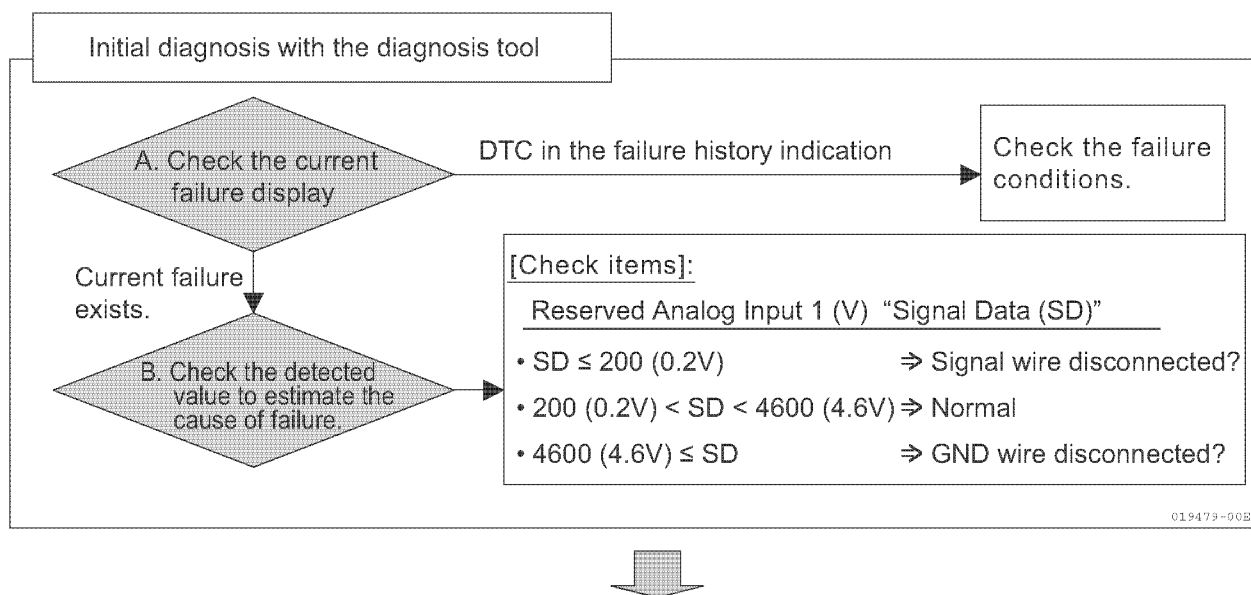 Initial diagnosis with the diagnosis tool
A. Check the current
failure display
DTC in the failure history indication
Check the failure
conditions.
Current failure
exists.
B. Check the detected
value to estimate the
cause of failure.
[Check items]:
Reserved Analog Input 1 (V) “Signal Data (SD)”
• SD ≤ 200 (0.2V) ⇒ Signal wire disconnected?
• 200 (0.2V) < SD < 4600 (4.6V) ⇒ Normal
• 4600 (4.6V) ≤ SD ⇒ GND wire disconnected?
019479-00E